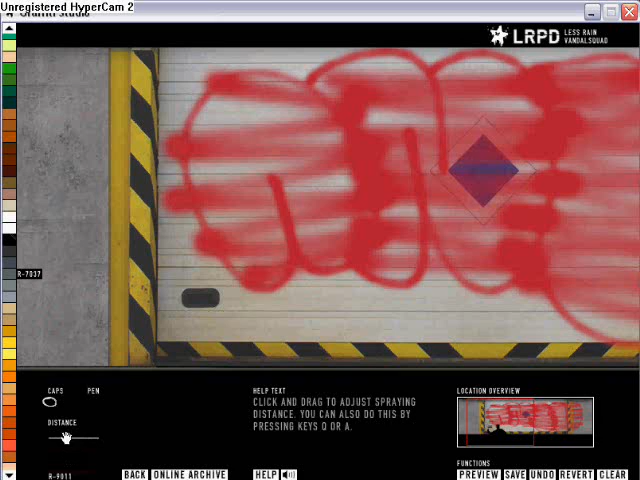 Unregistered HyperCam 2
Graffiti Studio
LRPD
LESS RAIN
VANDALSQUAD
R-7037
CAPS
PEN
DISTANCE
R-9011
HELP TEXT
CLICK AND DRAG TO ADJUST SPRAYING
DISTANCE. YOU CAN ALSO DO THIS BY
PRESSING KEYS Q OR A.
LOCATION OVERVIEW
FUNCTIONS
BACK
ONLINE ARCHIVE
HELP
PREVIEW
SAVE
UNDO
REVERT
CLEAR